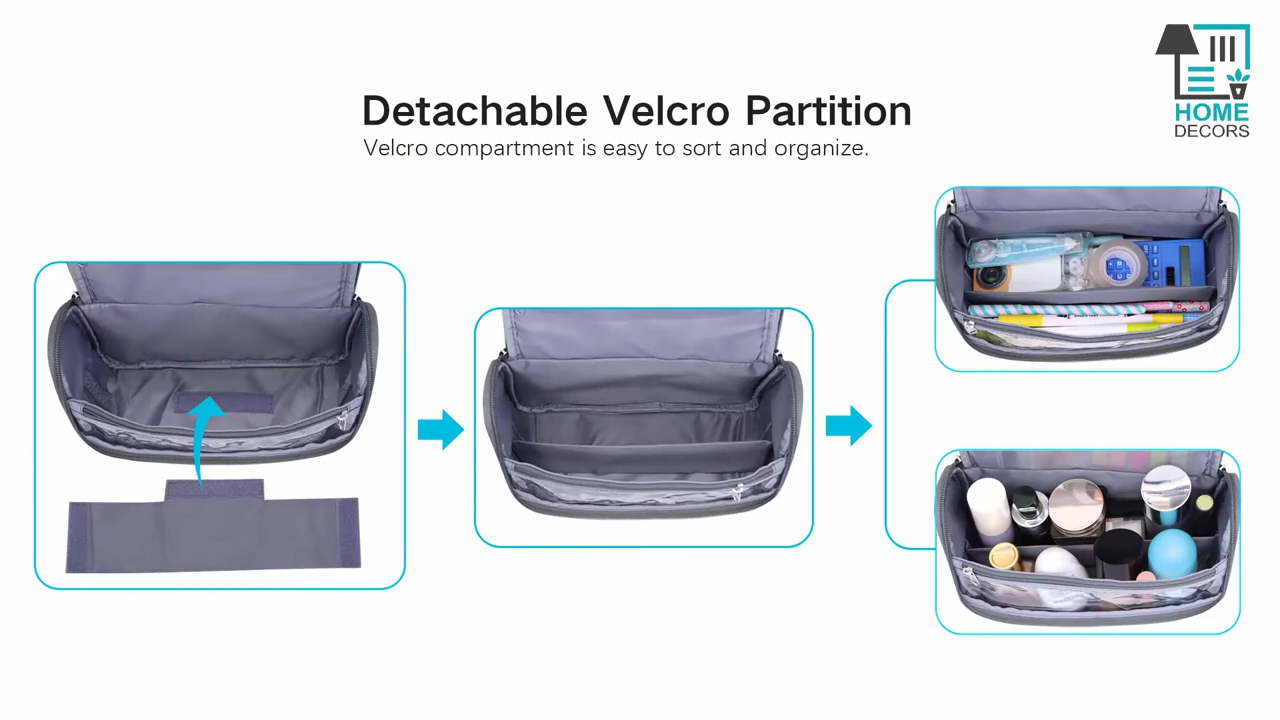 Detachable Velcro Partition
Velcro compartment is easy to sort and organize.
HOME
DECORS